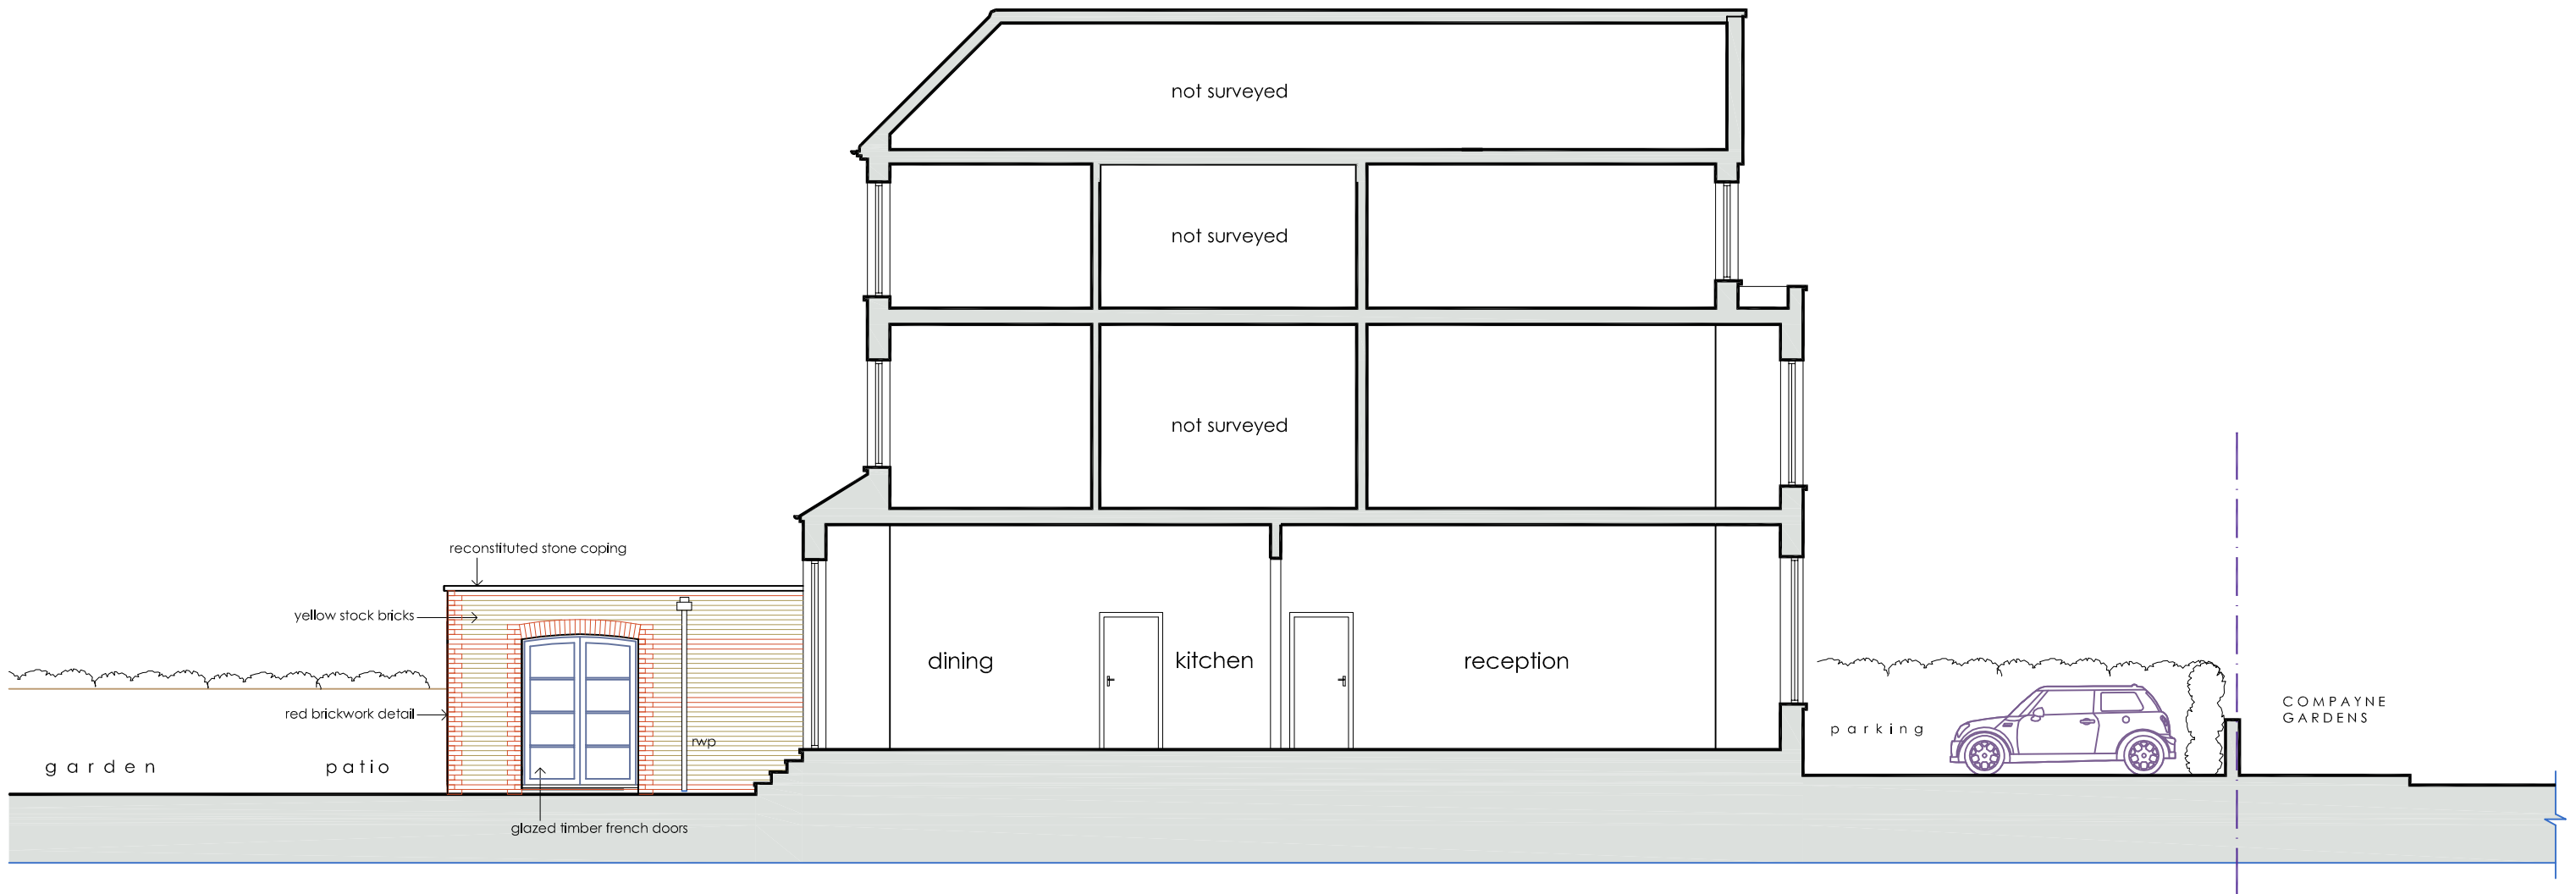 not surveyed
not surveyed
not surveyed
reconstituted stone coping
yellow stock bricks
dining
kitchen
reception
red brickwork detail
COMPAYNE
GARDENS
parking
rwp
garden
patio
glazed timber french doors